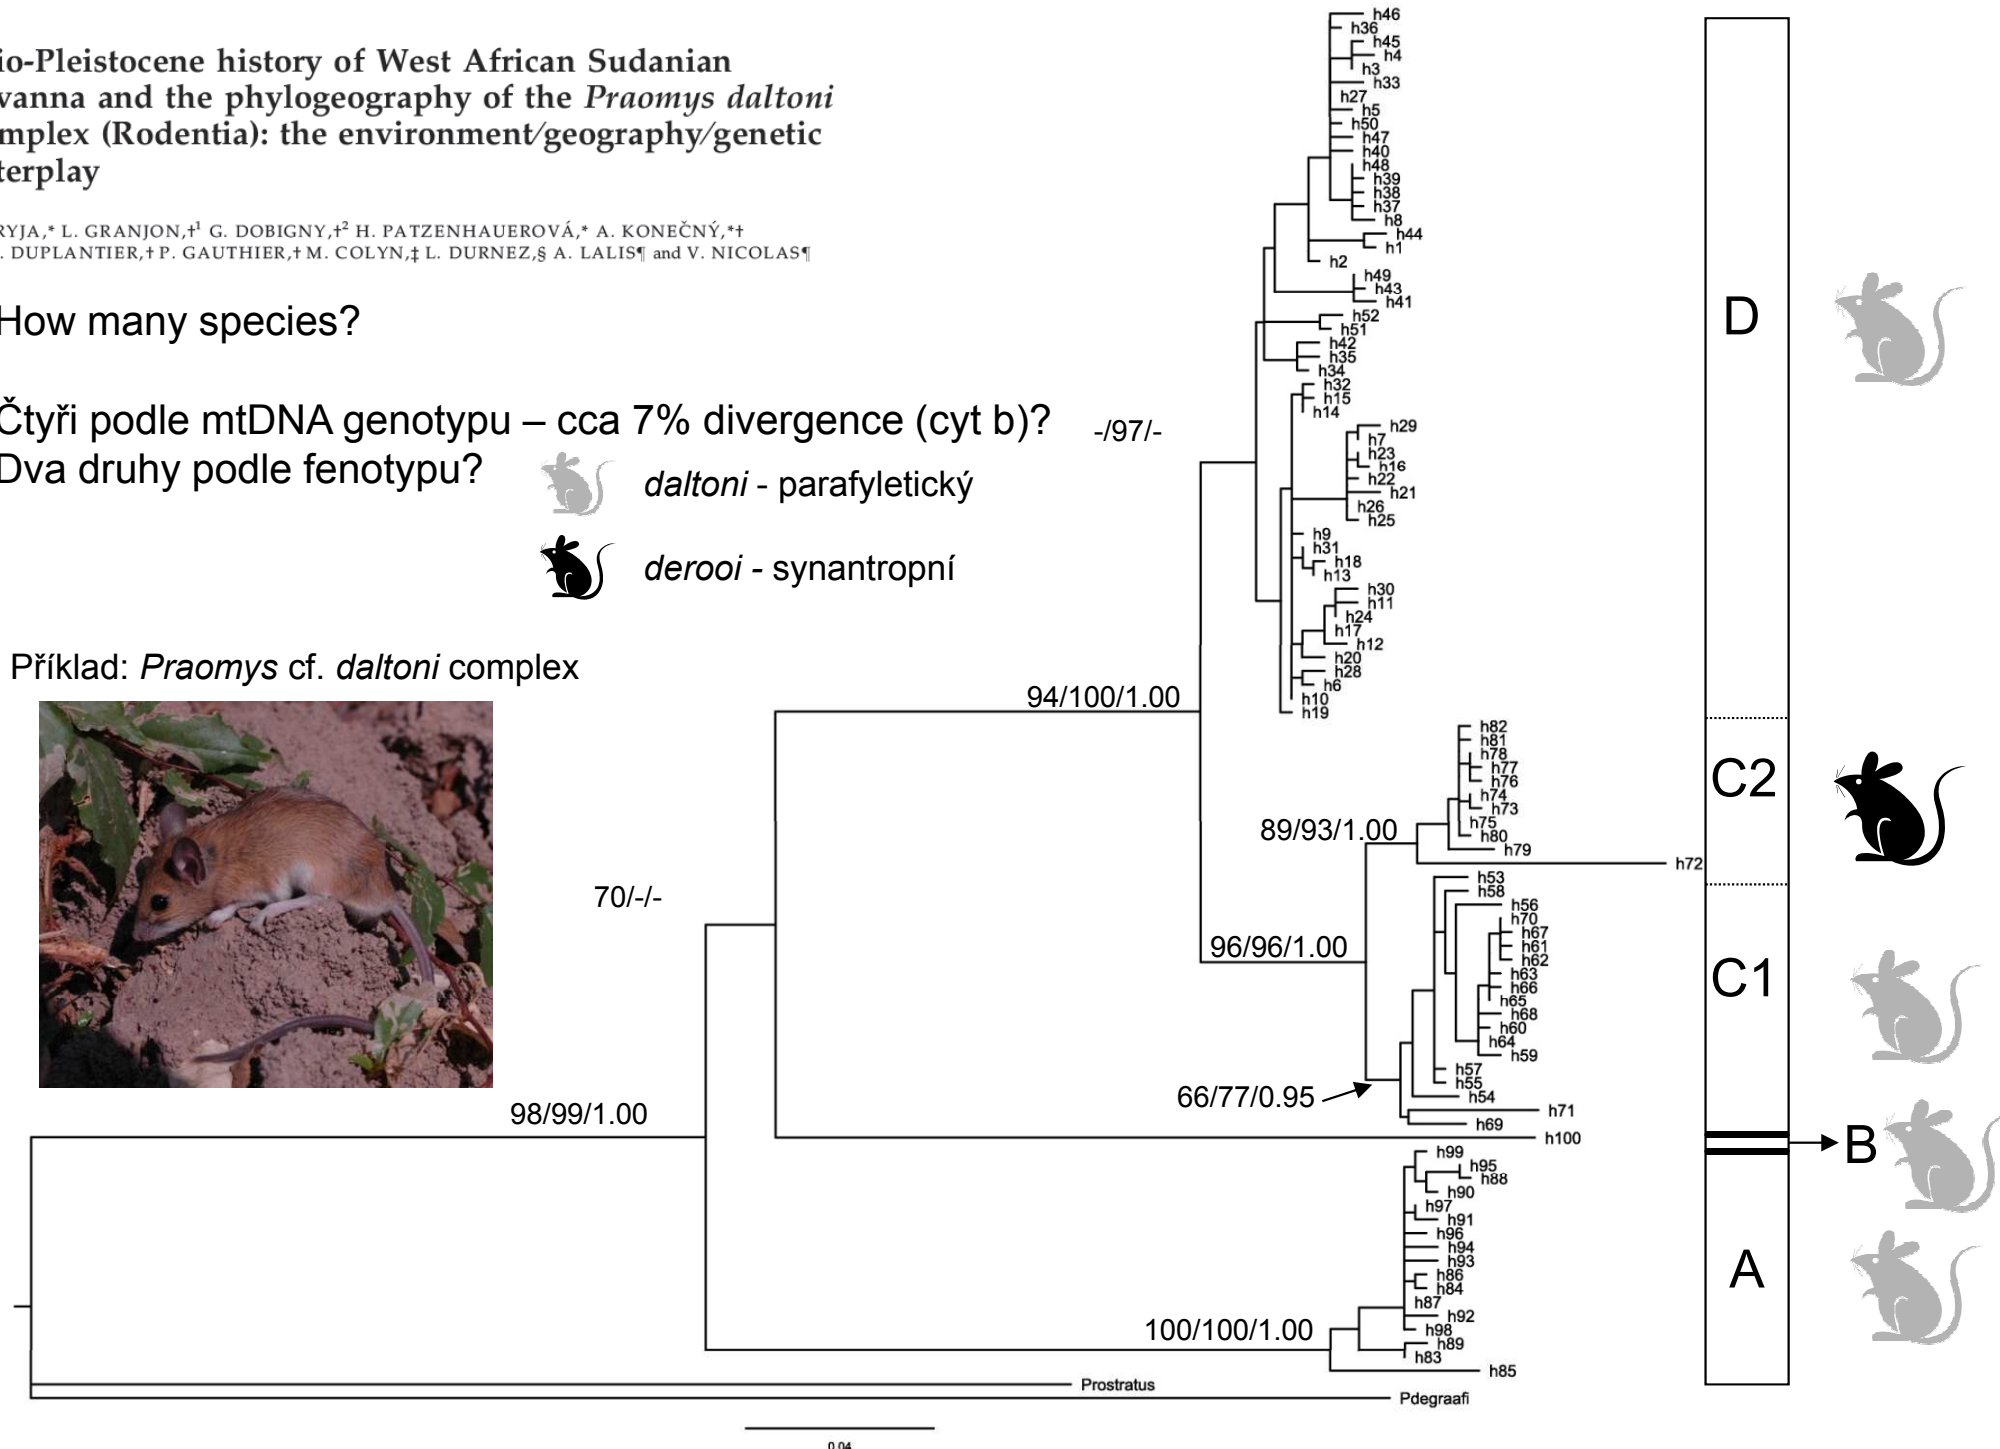 io-Pleistocene history of West African Sudanian
vanna and the phylogeography of the Praomys daltoni
mplex (Rodentia): the environment/geography/genetic
terplay
RYJA,* L. GRANJON,†¹ G. DOBIGNY,†² H. PATZENHAUEROVÁ,* A. KONEČNÝ,*†
. DUPLANTIER,† P. GAUTHIER,† M. COLYN,‡ L. DURNEZ,§ A. LALIS¶ and V. NICOLAS¶
How many species?
Čtyři podle mtDNA genotypu – cca 7% divergence (cyt b)?
Dva druhy podle fenotypu?
daltoni - parafyletický
derooi - synantropní
Příklad: Praomys cf. daltoni complex
-/97/-
94/100/1.00
89/93/1.00
70/-/-
96/96/1.00
66/77/0.95
98/99/1.00
100/100/1.00
h46
h36
h45
h4
h3
h33
h27
h5
h50
h47
h40
h48
h39
h38
h37
h8
h44
h1
h2
h49
h43
h41
h52
h51
h42
h35
h34
h32
h15
h14
h29
h7
h23
h16
h22
h21
h26
h25
h9
h31
h18
h13
h30
h11
h24
h17
h12
h20
h28
h6
h10
h19
h82
h81
h78
h77
h76
h74
h73
h75
h80
h79
h72
h53
h58
h56
h70
h67
h61
h62
h63
h66
h65
h68
h60
h64
h59
h57
h55
h54
h71
h69
h100
h99
h95
h88
h90
h97
h91
h96
h94
h93
h86
h84
h87
h92
h98
h89
h83
h85
Prostratus
Pdegraafi
0.04
D
C2
C1
B
A